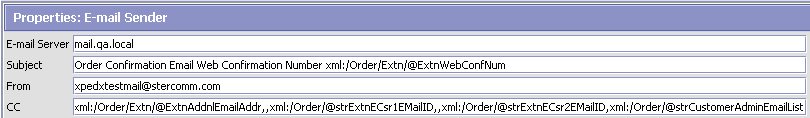 Properties: E-mail Sender
E-mail Server mail.qa.local
Subject Order Confirmation Email Web Confirmation Number xml:/Order/Extn/@ExtnWebConfNum
From xpedxtestmail@stercomm.com
CC xml:/Order/Extn/@ExtnAddnlEmailAddr,,xml:/Order/@strExtnECsr1EMailID,,xml:/Order/@strExtnECsr2EMailID,xml:/Order/@strCustomerAdminEmailList